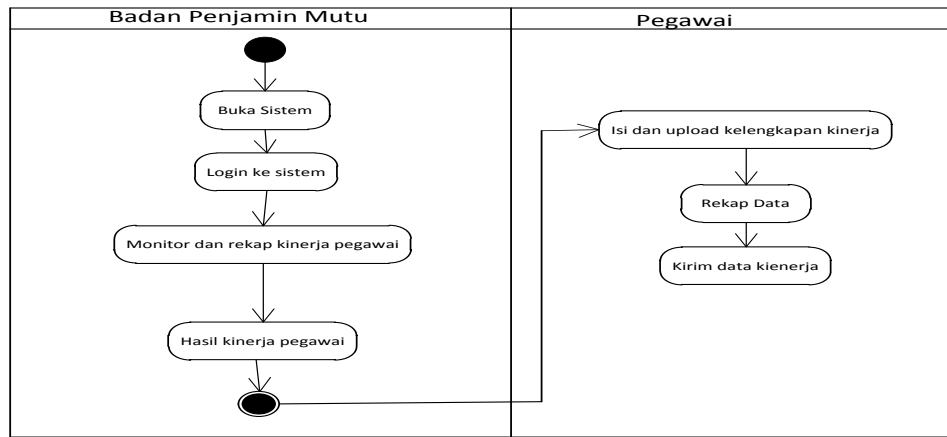 Badan Penjamin Mutu
Pegawai
Buka Sistem
Login ke sistem
Monitor dan rekap kinerja pegawai
Hasil kinerja pegawai
Isi dan upload kelengkapan kinerja
Rekap Data
Kirim data kienerja